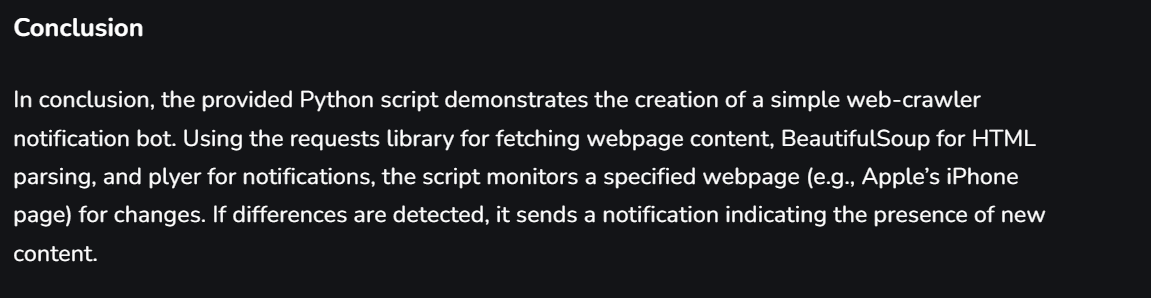 Conclusion
In conclusion, the provided Python script demonstrates the creation of a simple web-crawler
notification bot. Using the requests library for fetching webpage content, BeautifulSoup for HTML
parsing, and plyer for notifications, the script monitors a specified webpage (e.g., Apple’s iPhone
page) for changes. If differences are detected, it sends a notification indicating the presence of new
content.